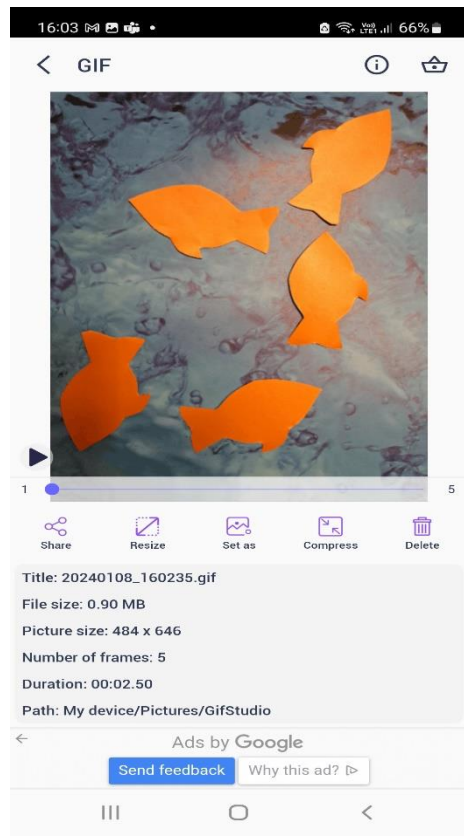 16:03
Vo))
LTE1
66%
GIF
1
5
Share
Resize
Set as
Compress
Delete
Title: 20240108_160235.gif
File size: 0.90 MB
Picture size: 484 x 646
Number of frames: 5
Duration: 00:02.50
Path: My device/Pictures/GifStudio
Ads by Google
Send feedback
Why this ad?